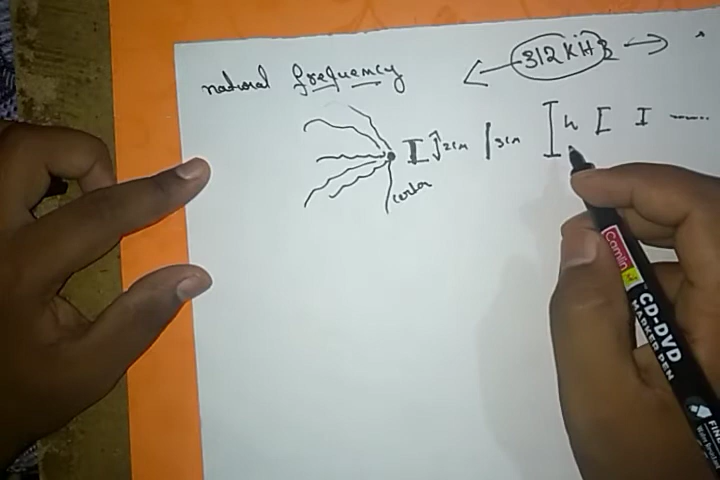 natural frequency
312 KHz
2cm 3cm h
center
Camlin
CD-DVD
MARKER PEN